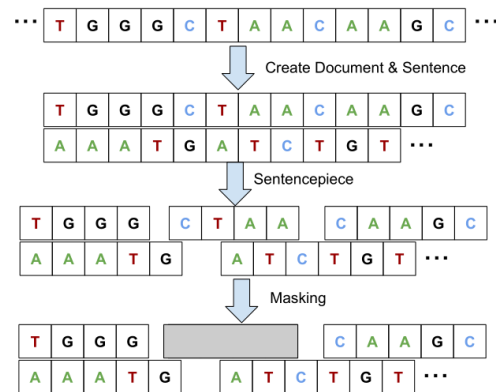 ... T G G G C T A A C A A G C ...
Create Document & Sentence
T G G G C T A A C A A G C
A A A T G A T C T G T ...
Sentencepiece
T G G G C T A A C A A G C
A A A T G A T C T G T ...
Masking
T G G G C A A G C
A A A T G A T C T G T ...